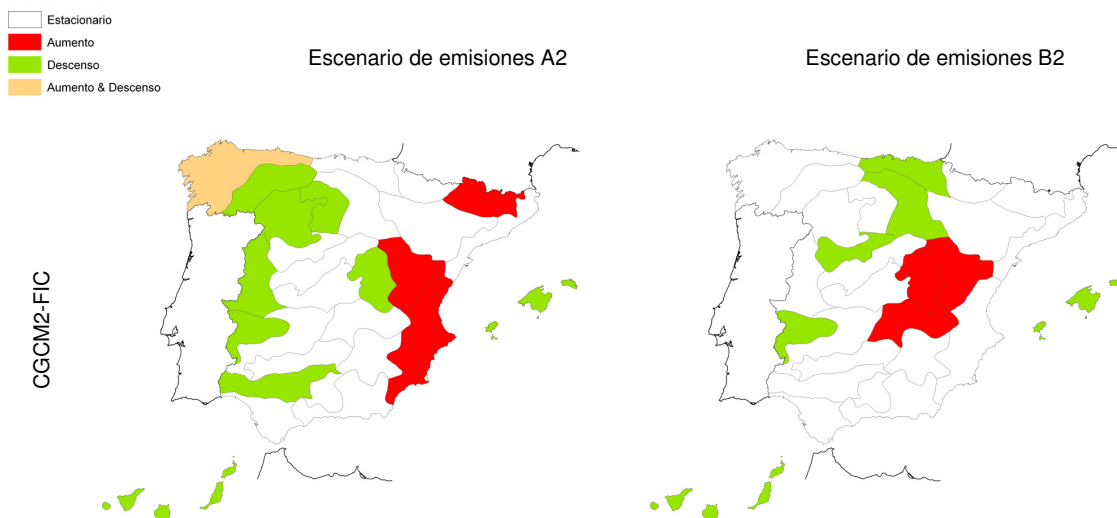 Estacionario
Aumento
Descenso
Aumento & Descenso
Escenario de emisiones A2
Escenario de emisiones B2
CGCM2-FIC